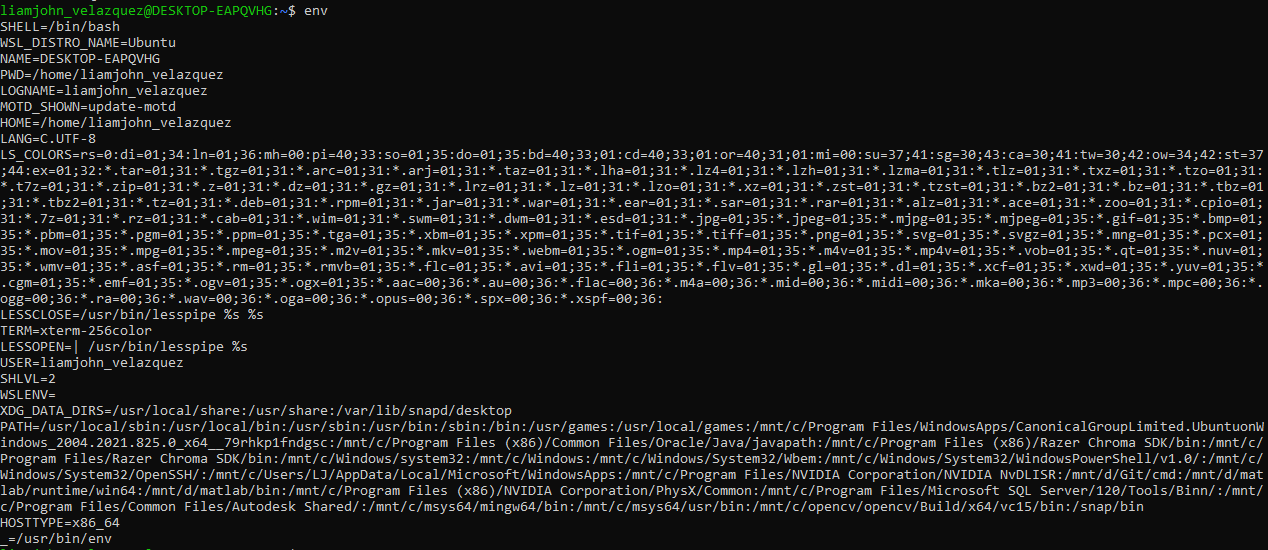 liamjohn_velazquez@DESKTOP-EAPQVHG:~$ env
SHELL=/bin/bash
WSL_DISTRO_NAME=Ubuntu
NAME=DESKTOP-EAPQVHG
PWD=/home/liamjohn_velazquez
LOGNAME=liamjohn_velazquez
MOTD_SHOWN=update-motd
HOME=/home/liamjohn_velazquez
LANG=C.UTF-8
LS_COLORS=rs=0:di=01;34:ln=01;36:mh=00:pi=40;33:so=01;35:do=01;35:bd=40;33;01:cd=40;33;01:or=40;31;01:mi=00:su=37;41:sg=30;43:ca=30;41:tw=30;42:ow=34;42:st=37
;44:ex=01;32:*.tar=01;31:*.tgz=01;31:*.arc=01;31:*.arj=01;31:*.taz=01;31:*.lha=01;31:*.lz4=01;31:*.lzh=01;31:*.lzma=01;31:*.tlz=01;31:*.txz=01;31:*.tzo=01;31:
*.t7z=01;31:*.zip=01;31:*.z=01;31:*.dz=01;31:*.gz=01;31:*.lrz=01;31:*.lz=01;31:*.lzo=01;31:*.xz=01;31:*.zst=01;31:*.tzst=01;31:*.bz2=01;31:*.bz=01;31:*.tbz=01
;31:*.tbz2=01;31:*.tz=01;31:*.deb=01;31:*.rpm=01;31:*.jar=01;31:*.war=01;31:*.ear=01;31:*.sar=01;31:*.rar=01;31:*.alz=01;31:*.ace=01;31:*.zoo=01;31:*.cpio=01;
31:*.7z=01;31:*.rz=01;31:*.cab=01;31:*.wim=01;31:*.swm=01;31:*.dwm=01;31:*.esd=01;31:*.jpg=01;35:*.jpeg=01;35:*.mjpg=01;35:*.mjpeg=01;35:*.gif=01;35:*.bmp=01;
35:*.pbm=01;35:*.pgm=01;35:*.ppm=01;35:*.tga=01;35:*.xbm=01;35:*.xpm=01;35:*.tif=01;35:*.tiff=01;35:*.png=01;35:*.svg=01;35:*.svgz=01;35:*.mng=01;35:*.pcx=01;
35:*.mov=01;35:*.mpg=01;35:*.mpeg=01;35:*.m2v=01;35:*.mkv=01;35:*.webm=01;35:*.ogm=01;35:*.mp4=01;35:*.m4v=01;35:*.mp4v=01;35:*.vob=01;35:*.qt=01;35:*.nuv=01;
35:*.wmv=01;35:*.asf=01;35:*.rm=01;35:*.rmvb=01;35:*.flc=01;35:*.avi=01;35:*.fli=01;35:*.flv=01;35:*.gl=01;35:*.dl=01;35:*.xcf=01;35:*.xwd=01;35:*.yuv=01;35:*
.cgm=01;35:*.emf=01;35:*.ogv=01;35:*.ogx=01;35:*.aac=00;36:*.au=00;36:*.flac=00;36:*.m4a=00;36:*.mid=00;36:*.midi=00;36:*.mka=00;36:*.mp3=00;36:*.mpc=00;36:*.
ogg=00;36:*.ra=00;36:*.wav=00;36:*.oga=00;36:*.opus=00;36:*.spx=00;36:*.xspf=00;36:
LESSCLOSE=/usr/bin/lesspipe %s %s
TERM=xterm-256color
LESSOPEN=| /usr/bin/lesspipe %s
USER=liamjohn_velazquez
SHLVL=2
WSLENV=
XDG_DATA_DIRS=/usr/local/share:/usr/share:/var/lib/snapd/desktop
PATH=/usr/local/sbin:/usr/local/bin:/usr/sbin:/usr/bin:/sbin:/bin:/usr/games:/usr/local/games:/mnt/c/Program Files/WindowsApps/CanonicalGroupLimited.UbuntuonW
indows_2004.2021.825.0_x64__79rhkp1fndgsc:/mnt/c/Program Files (x86)/Common Files/Oracle/Java/javapath:/mnt/c/Program Files (x86)/Razer Chroma SDK/bin:/mnt/c/
Program Files/Razer Chroma SDK/bin:/mnt/c/Windows/system32:/mnt/c/Windows:/mnt/c/Windows/System32/Wbem:/mnt/c/Windows/System32/WindowsPowerShell/v1.0/:/mnt/c/
Windows/System32/OpenSSH/:/mnt/c/Users/LJ/AppData/Local/Microsoft/WindowsApps:/mnt/c/Program Files/NVIDIA Corporation/NVIDIA NvDLISR:/mnt/d/Git/cmd:/mnt/d/mat
lab/runtime/win64:/mnt/d/matlab/bin:/mnt/c/Program Files (x86)/NVIDIA Corporation/PhysX/Common:/mnt/c/Program Files/Microsoft SQL Server/120/Tools/Binn/:/mnt/
c/Program Files/Common Files/Autodesk Shared/:/mnt/c/msys64/mingw64/bin:/mnt/c/msys64/usr/bin:/mnt/c/opencv/opencv/Build/x64/vc15/bin:/snap/bin
HOSTTYPE=x86_64
_=/usr/bin/env